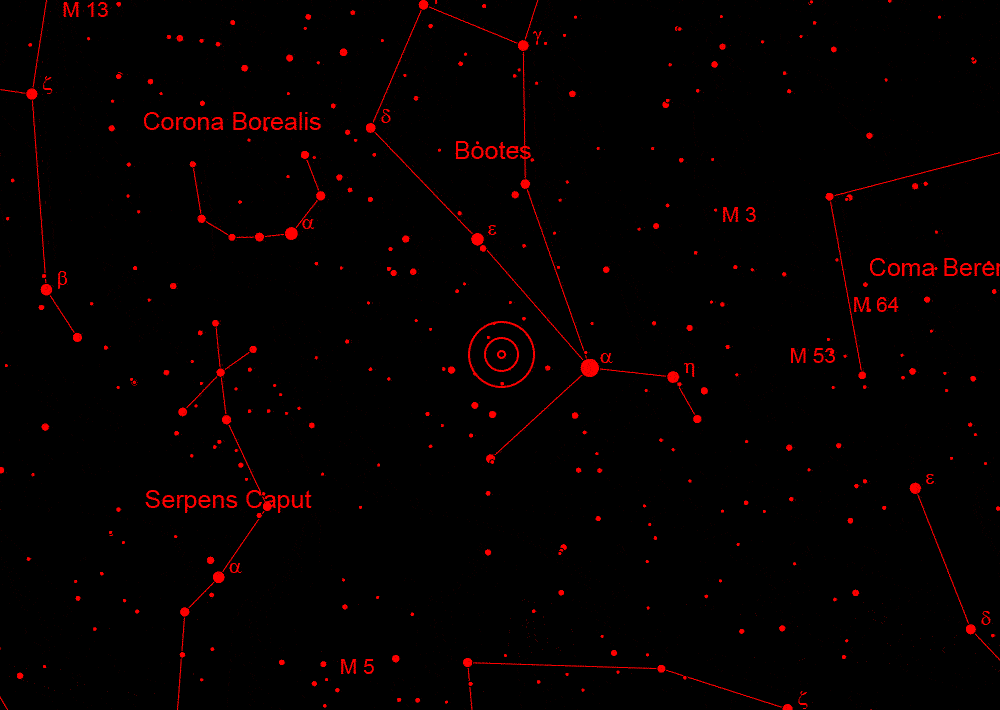 M 13
γ
ζ
δ
Corona Borealis
Bootes
M 3
α
ε
Coma Beren
β
M 64
M 53
α
η
ε
Serpens Caput
α
δ
M 5
ζ